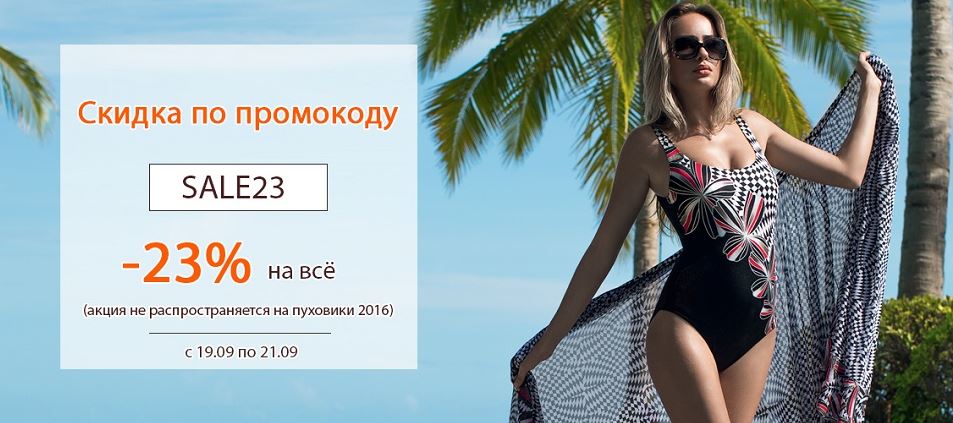 Скидка по промокоду
SALE23
-23% на всё
(акция не распространяется на пуховики 2016)
с 19.09 по 21.09